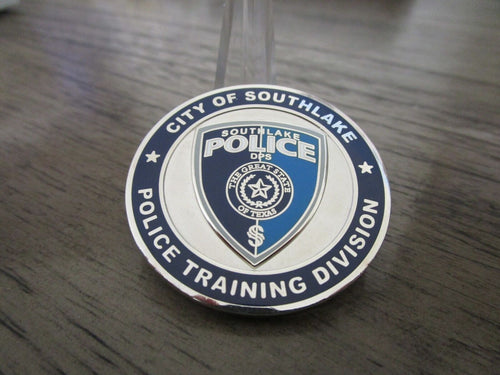 CITY OF SOUTHLAKE
SOUTHLAKE
POLICE
DPS
THE GREAT STATE
OF TEXAS
POLICE TRAINING DIVISION